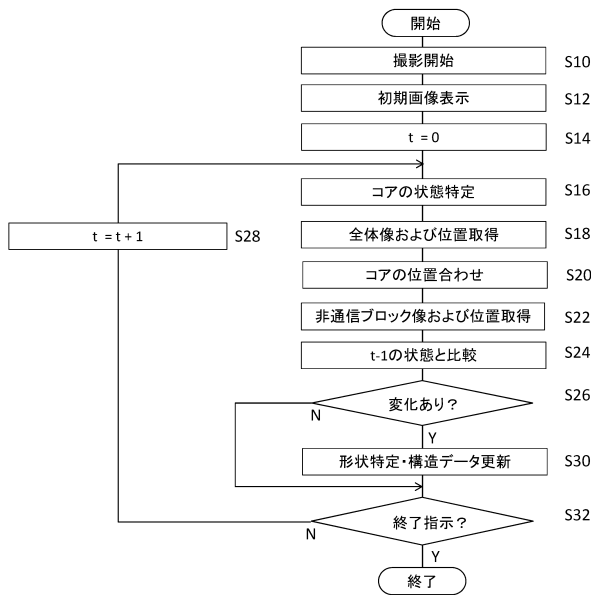 開始
撮影開始 S10
初期画像表示 S12
t = 0 S14
コアの状態特定 S16
t = t + 1 S28
全体像および位置取得 S18
コアの位置合わせ S20
非通信ブロック像および位置取得 S22
t-1の状態と比較 S24
変化あり? S26
N
Y
形状特定・構造データ更新 S30
終了指示? S32
N
Y
終了